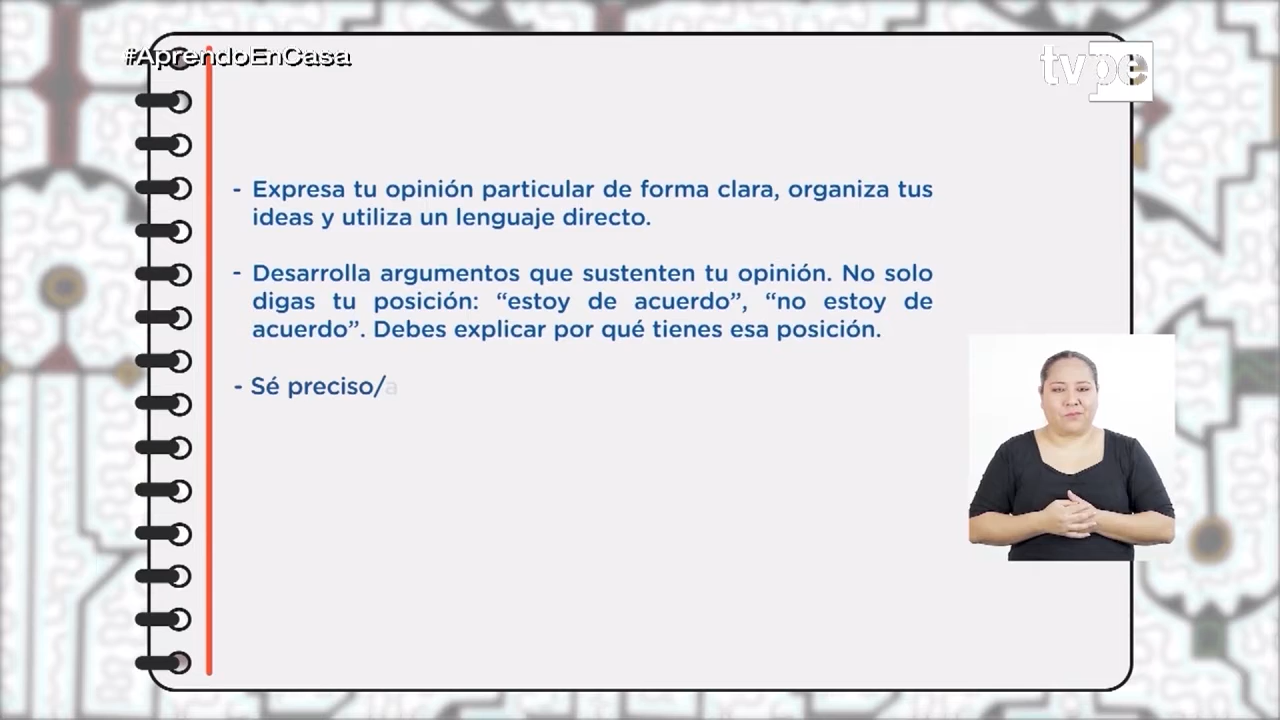 #AprendoEnCasa
tvpe
- Expresa tu opinión particular de forma clara, organiza tus
ideas y utiliza un lenguaje directo.
- Desarrolla argumentos que sustenten tu opinión. No solo
digas tu posición: “estoy de acuerdo”, “no estoy de
acuerdo”. Debes explicar por qué tienes esa posición.
- Sé preciso/a